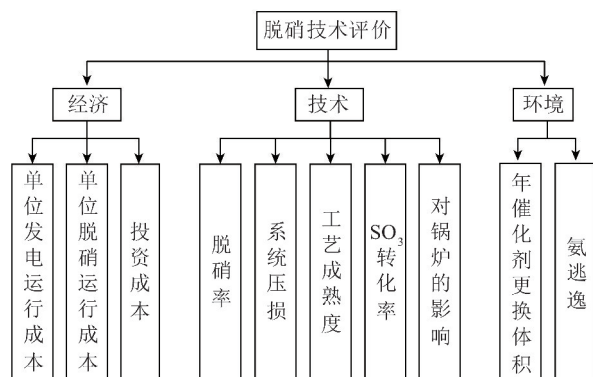 脱硝技术评价
经济
技术
环境
单位发电运行成本
单位脱硝运行成本
投资成本
脱硝率
系统压损
工艺成熟度
SO₃转化率
对锅炉的影响
年催化剂更换体积
氨逃逸